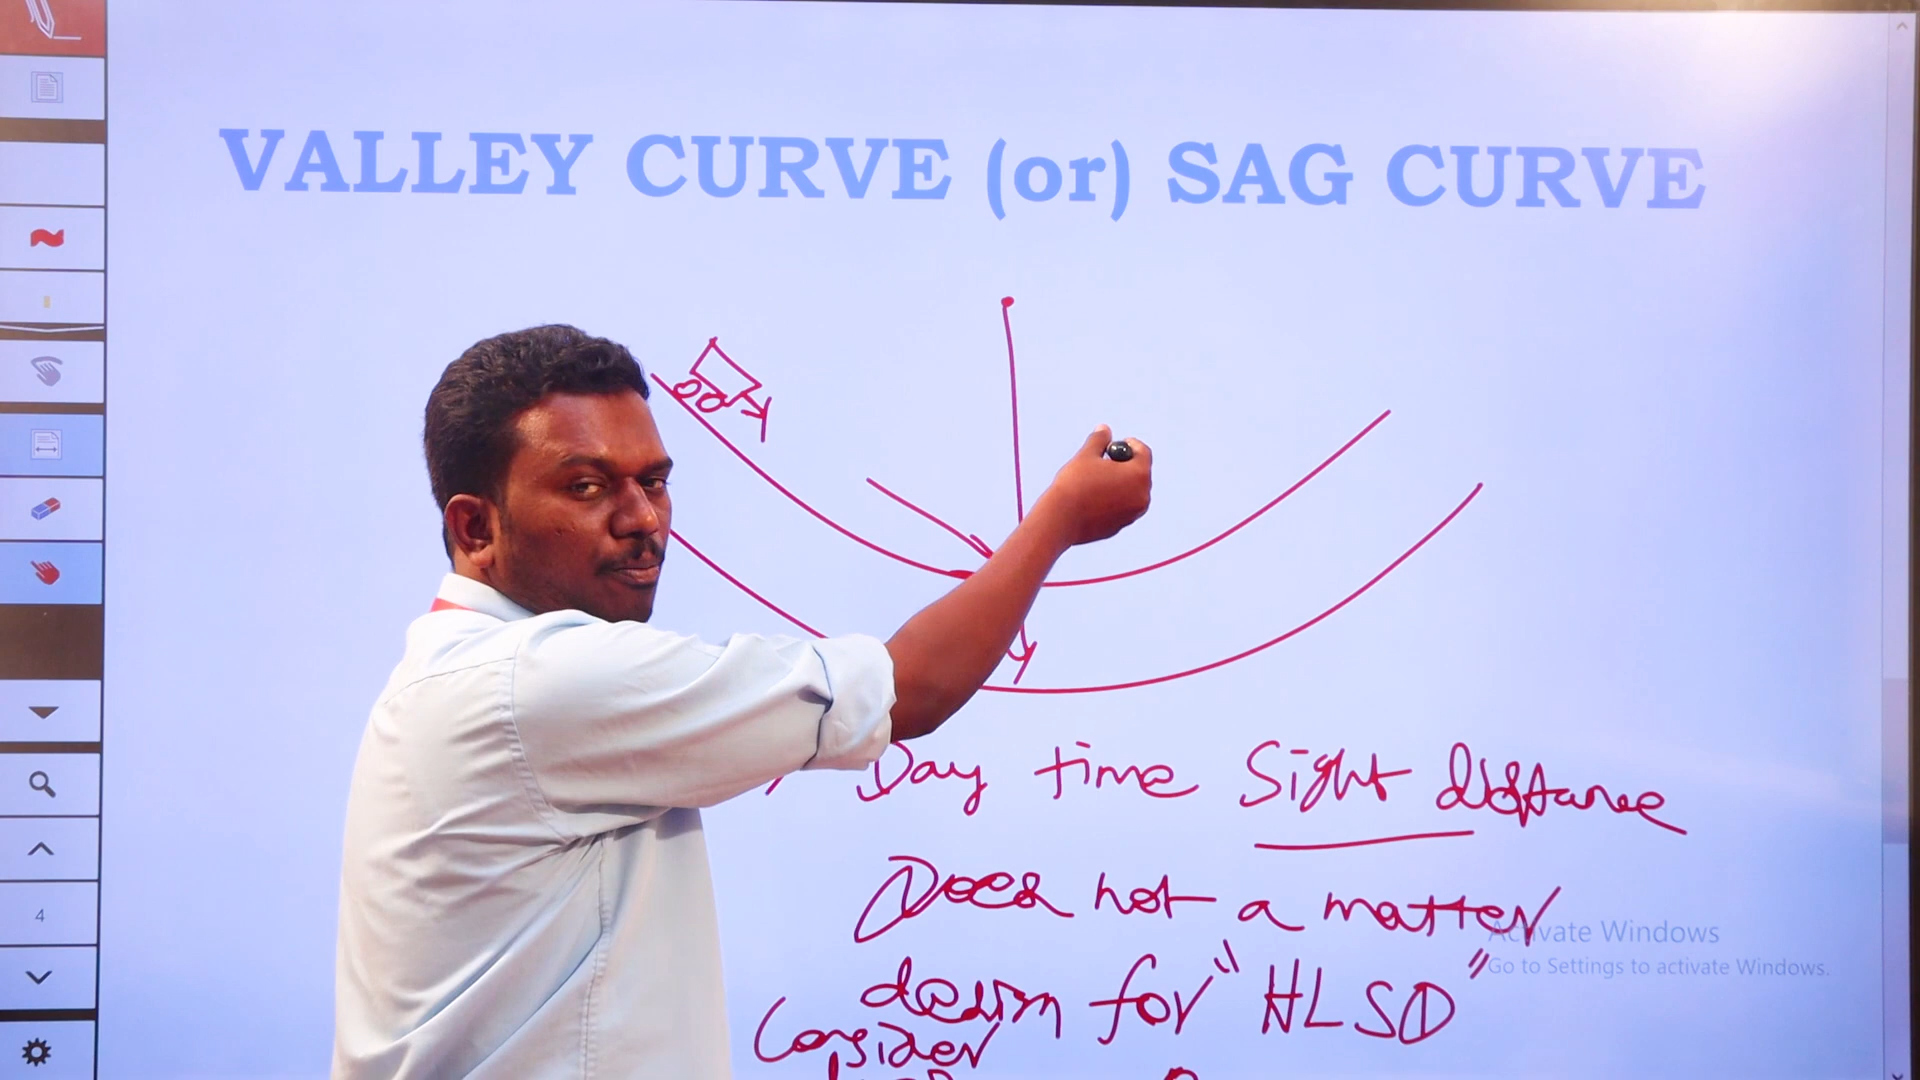 VALLEY CURVE (or) SAG CURVE
Day time Sight distance
Does not a matter
design for "HLSD"
Consider
Activate Windows
Go to Settings to activate Windows.
4